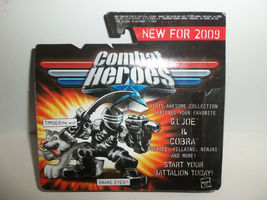 NEW FOR 2009
Combat
Heroes
THIS AWESOME COLLECTION
FEATURES YOUR FAVORITE
G.I. JOE
&
COBRA
HEROES, VILLAINS, NINJAS
AND MORE!
START YOUR
BATTALION TODAY!
TIMBER
SNAKE EYES